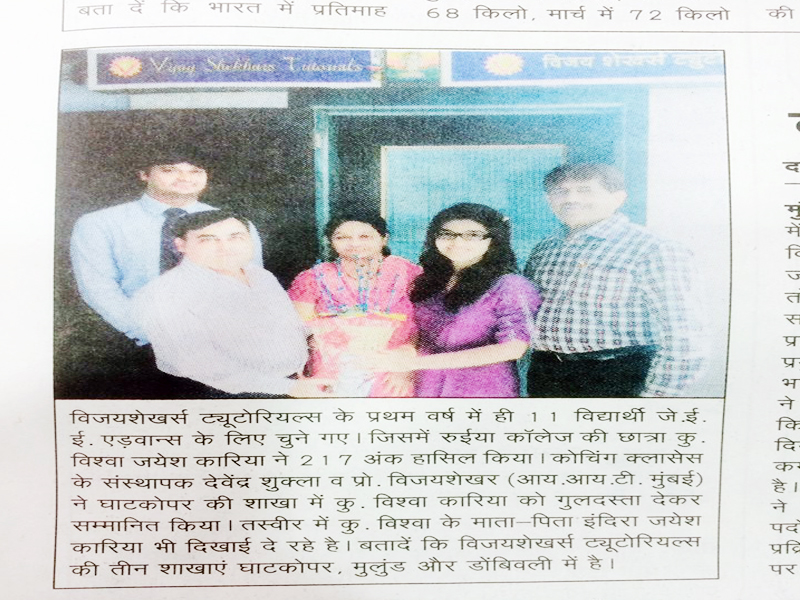 बता दें कि भारत में प्रतिमाह 68 किलो, मार्च में 72 किलो
की
Vijay Shekhars Tutorials
विजय शेखर्स ट्यूट
विजयशेखर्स ट्यूटोरियल्स के प्रथम वर्ष में ही 11 विद्यार्थी जे.ई.
ई. एड़वान्स के लिए चुने गए। जिसमें रुईया कॉलेज की छात्रा कु.
विश्वा जयेश कारिया ने 217 अंक हासिल किया। कोचिंग क्लासेस
के संस्थापक देवेंद्र शुक्ला व प्रो. विजयशेखर (आय.आय.टी. मुंबई)
ने घाटकोपर की शाखा में कु. विश्वा कारिया को गुलदस्ता देकर
सम्मानित किया। तस्वीर में कु. विश्वा के माता–पिता इंदिरा जयेश
कारिया भी दिखाई दे रहे है। बतादें कि विजयशेखर्स ट्यूटोरियल्स
की तीन शाखाएं घाटकोपर, मुलुंड और डोंबिवली में है।
में
ने
है।
ने
पर